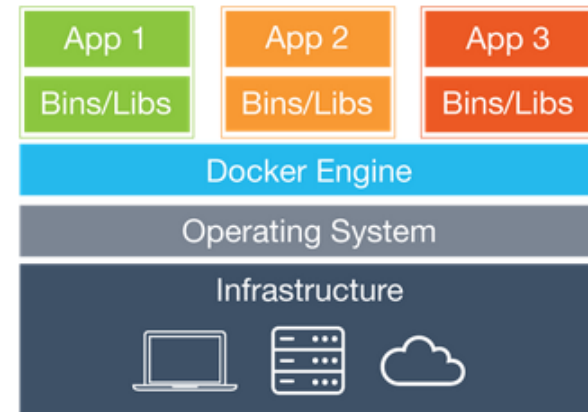 App 1
App 2
App 3
Bins/Libs
Bins/Libs
Bins/Libs
Docker Engine
Operating System
Infrastructure